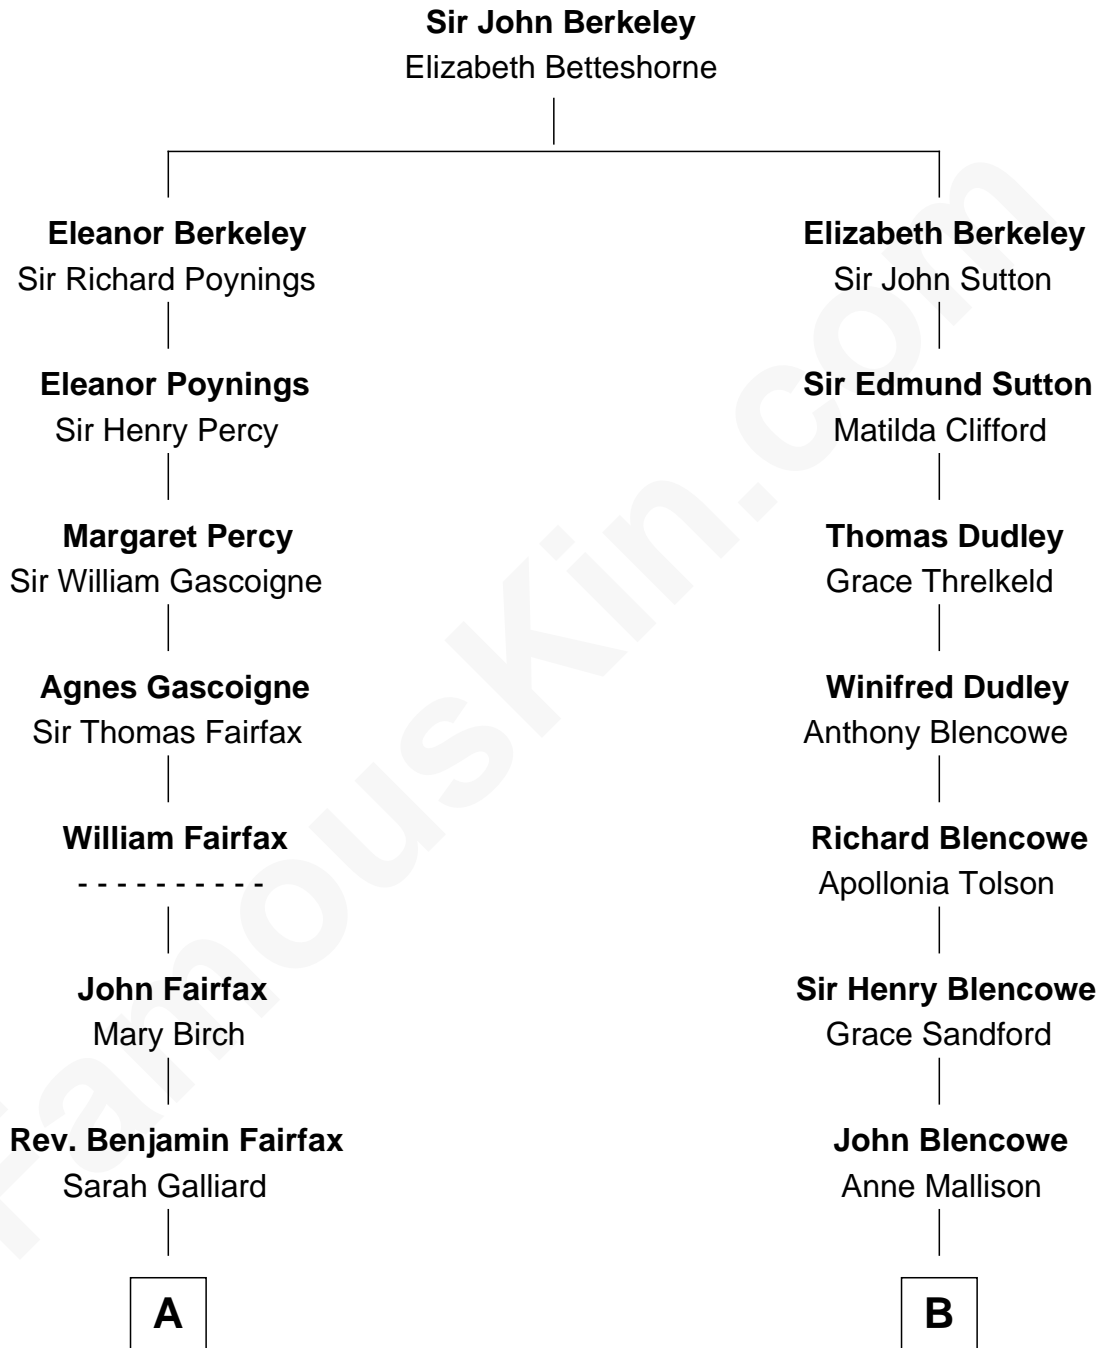 Sir John Berkeley
Elizabeth Betteshorne
Eleanor Berkeley
Sir Richard Poynings
Eleanor Poynings
Sir Henry Percy
Margaret Percy
Sir William Gascoigne
Agnes Gascoigne
Sir Thomas Fairfax
William Fairfax
- - - - - - - - - -
John Fairfax
Mary Birch
Rev. Benjamin Fairfax
Sarah Galliard
A
Elizabeth Berkeley
Sir John Sutton
Sir Edmund Sutton
Matilda Clifford
Thomas Dudley
Grace Threlkeld
Winifred Dudley
Anthony Blencowe
Richard Blencowe
Apollonia Tolson
Sir Henry Blencowe
Grace Sandford
John Blencowe
Anne Mallison
B
FamousKin.com